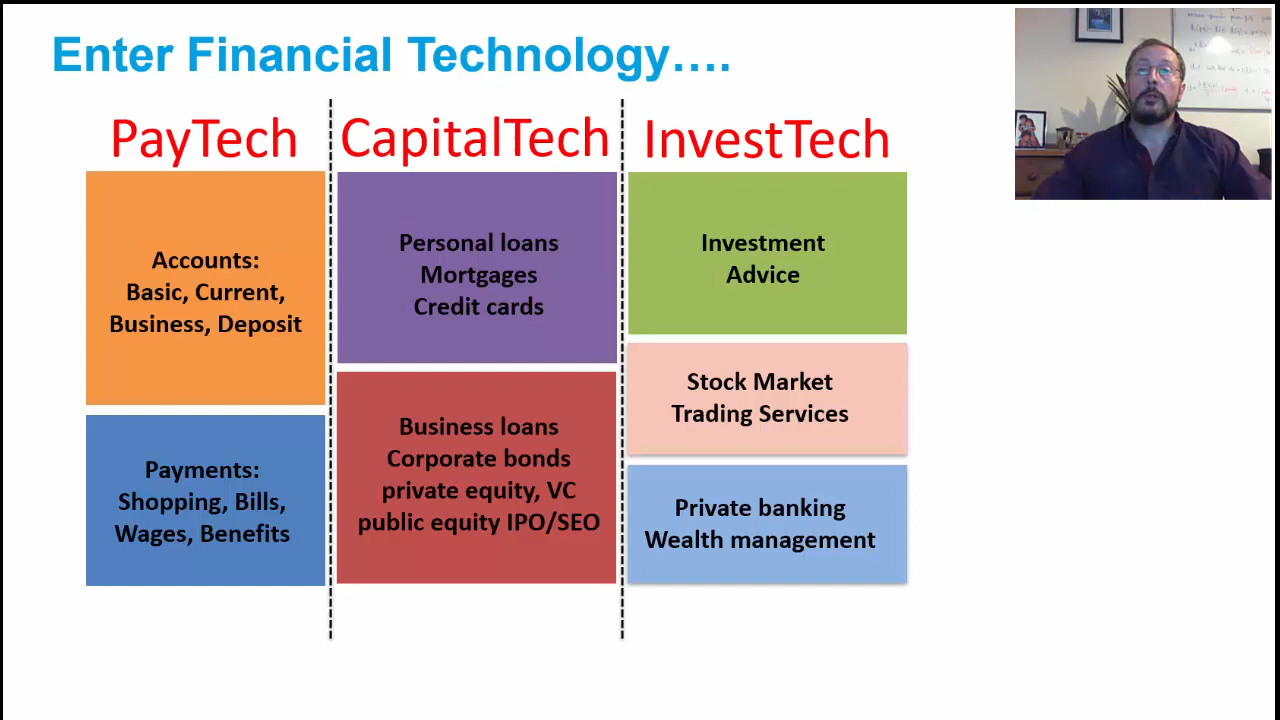 Enter Financial Technology….
PayTech
CapitalTech
InvestTech
Accounts:
Basic, Current,
Business, Deposit
Payments:
Shopping, Bills,
Wages, Benefits
Personal loans
Mortgages
Credit cards
Business loans
Corporate bonds
private equity, VC
public equity IPO/SEO
Investment
Advice
Stock Market
Trading Services
Private banking
Wealth management